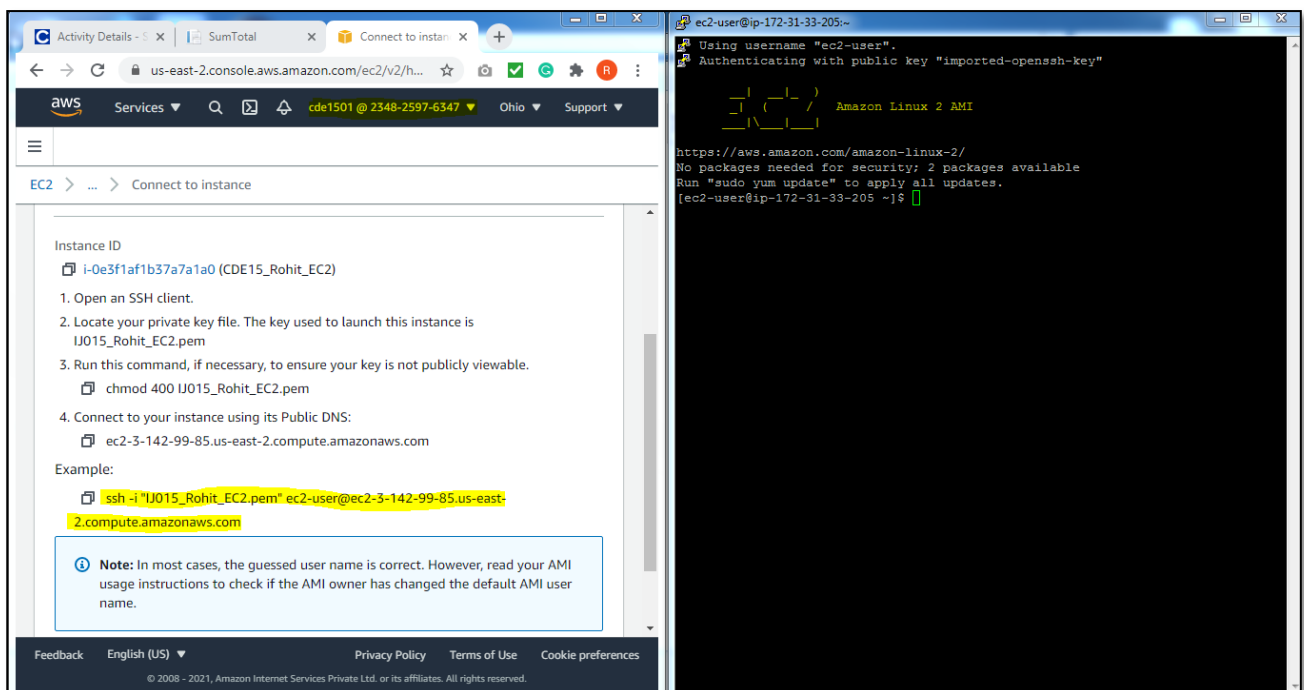 Activity Details - S
SumTotal
Connect to instan
us-east-2.console.aws.amazon.com/ec2/v2/h...
R
aws
Services ▼
cde1501 @ 2348-2597-6347 ▼
Ohio ▼
Support ▼
EC2 > ... > Connect to instance
Instance ID
i-0e3f1af1b37a7a1a0 (CDE15_Rohit_EC2)
1. Open an SSH client.
2. Locate your private key file. The key used to launch this instance is
IJ015_Rohit_EC2.pem
3. Run this command, if necessary, to ensure your key is not publicly viewable.
chmod 400 IJ015_Rohit_EC2.pem
4. Connect to your instance using its Public DNS:
ec2-3-142-99-85.us-east-2.compute.amazonaws.com
Example:
ssh -i "IJ015_Rohit_EC2.pem" ec2-user@ec2-3-142-99-85.us-east-
2.compute.amazonaws.com
Note: In most cases, the guessed user name is correct. However, read your AMI
usage instructions to check if the AMI owner has changed the default AMI user
name.
Feedback English (US) ▼ Privacy Policy Terms of Use Cookie preferences
© 2008 - 2021, Amazon Internet Services Private Ltd. or its affiliates. All rights reserved.
ec2-user@ip-172-31-33-205:~
Using username "ec2-user".
Authenticating with public key "imported-openssh-key"
__|  __|_  )
_|  (     /   Amazon Linux 2 AMI
___|\___|___|
https://aws.amazon.com/amazon-linux-2/
No packages needed for security; 2 packages available
Run "sudo yum update" to apply all updates.
[ec2-user@ip-172-31-33-205 ~]$